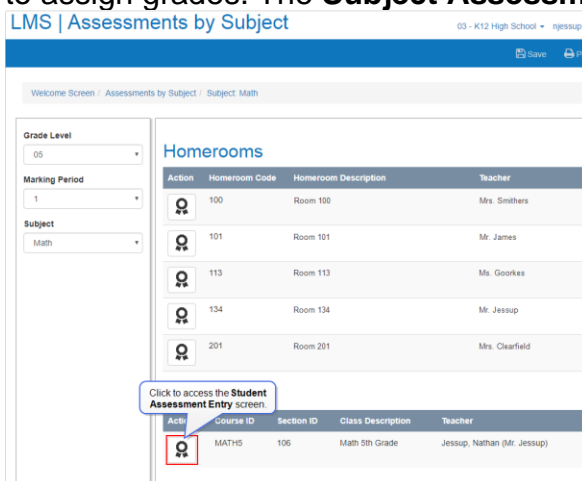 to assign grades. The Subject Assessm
LMS | Assessments by Subject
03 - K12 High School njessup
Save
Welcome Screen / Assessments by Subject / Subject: Math
Grade Level
05
Marking Period
1
Subject
Math
Homerooms
Action Homeroom Code Homeroom Description Teacher
100 Room 100 Mrs. Smithers
101 Room 101 Mr. James
113 Room 113 Ms. Goorkes
134 Room 134 Mr. Jessup
201 Room 201 Mrs. Clearfield
Click to access the Student
Assessment Entry screen.
Course ID Section ID Class Description Teacher
MATH5 106 Math 5th Grade Jessup, Nathan (Mr. Jessup)